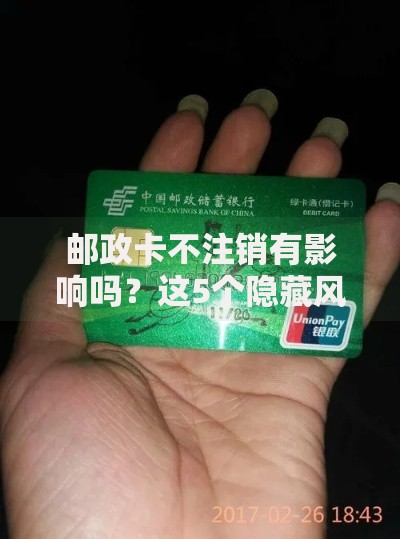 中国邮政储蓄银行
POSTAL SAVINGS BANK OF CHINA
绿卡通(借记卡)
DEBIT CARD
邮政卡不注销有影
响吗？这5个隐藏风
UnionPay
银联
2017-02-26 18:43